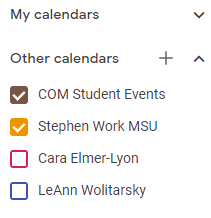 My calendars
Other calendars
COM Student Events
Stephen Work MSU
Cara Elmer-Lyon
LeAnn Wolitarsky